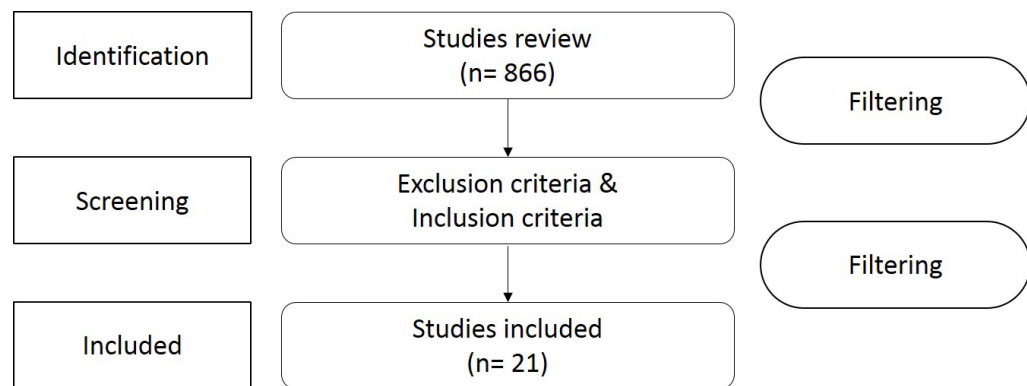 Identification
Studies review
(n= 866)
Filtering
Screening
Exclusion criteria &
Inclusion criteria
Filtering
Included
Studies included
(n= 21)